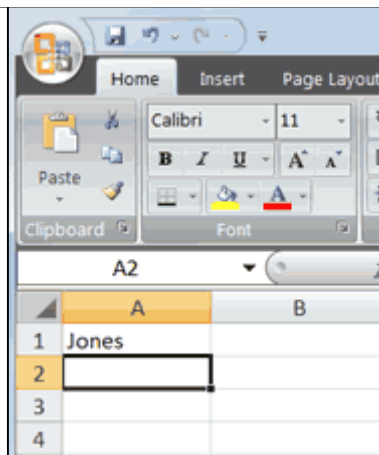 Home Insert Page Layout
Calibri 11
B I U A A
Paste A
Clipboard Font
A2
A B
1 Jones
2
3
4